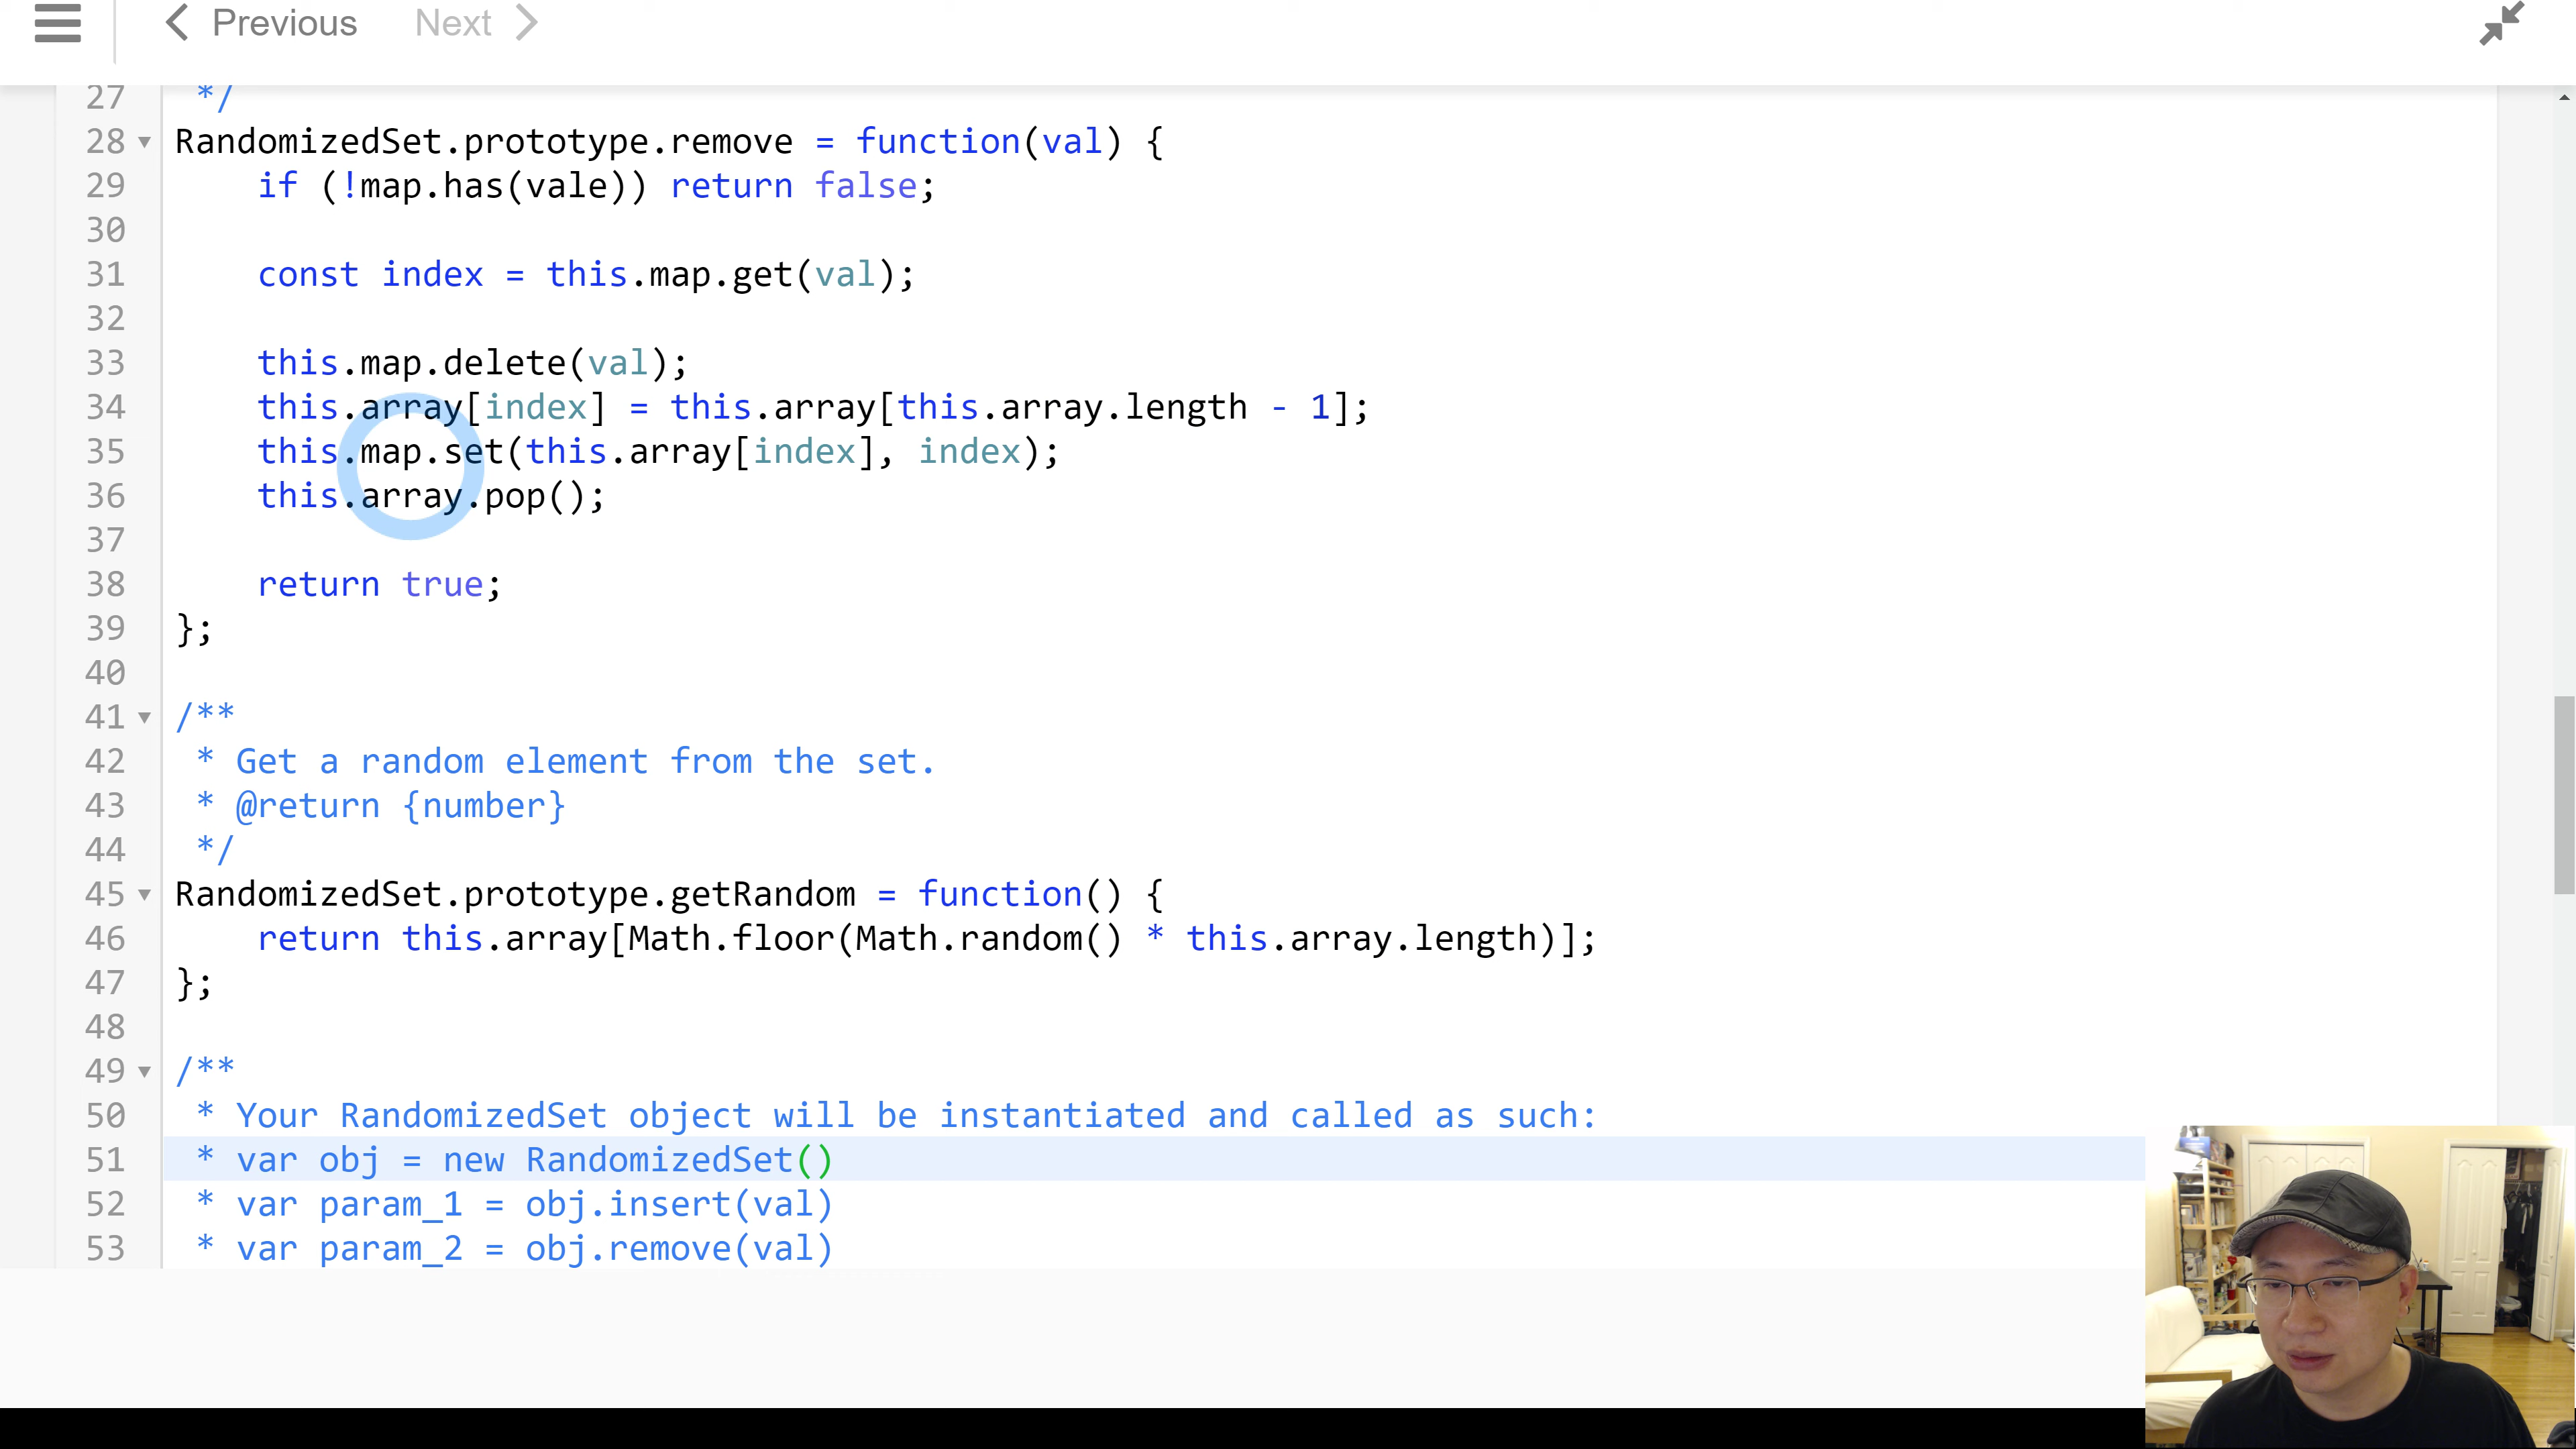 Previous Next
27 */
28 RandomizedSet.prototype.remove = function(val) {
29 if (!map.has(vale)) return false;
30
31 const index = this.map.get(val);
32
33 this.map.delete(val);
34 this.array[index] = this.array[this.array.length - 1];
35 this.map.set(this.array[index], index);
36 this.array.pop();
37
38 return true;
39 };
40
41 /**
42 * Get a random element from the set.
43 * @return {number}
44 */
45 RandomizedSet.prototype.getRandom = function() {
46 return this.array[Math.floor(Math.random() * this.array.length)];
47 };
48
49 /**
50 * Your RandomizedSet object will be instantiated and called as such:
51 * var obj = new RandomizedSet()
52 * var param_1 = obj.insert(val)
53 * var param_2 = obj.remove(val)